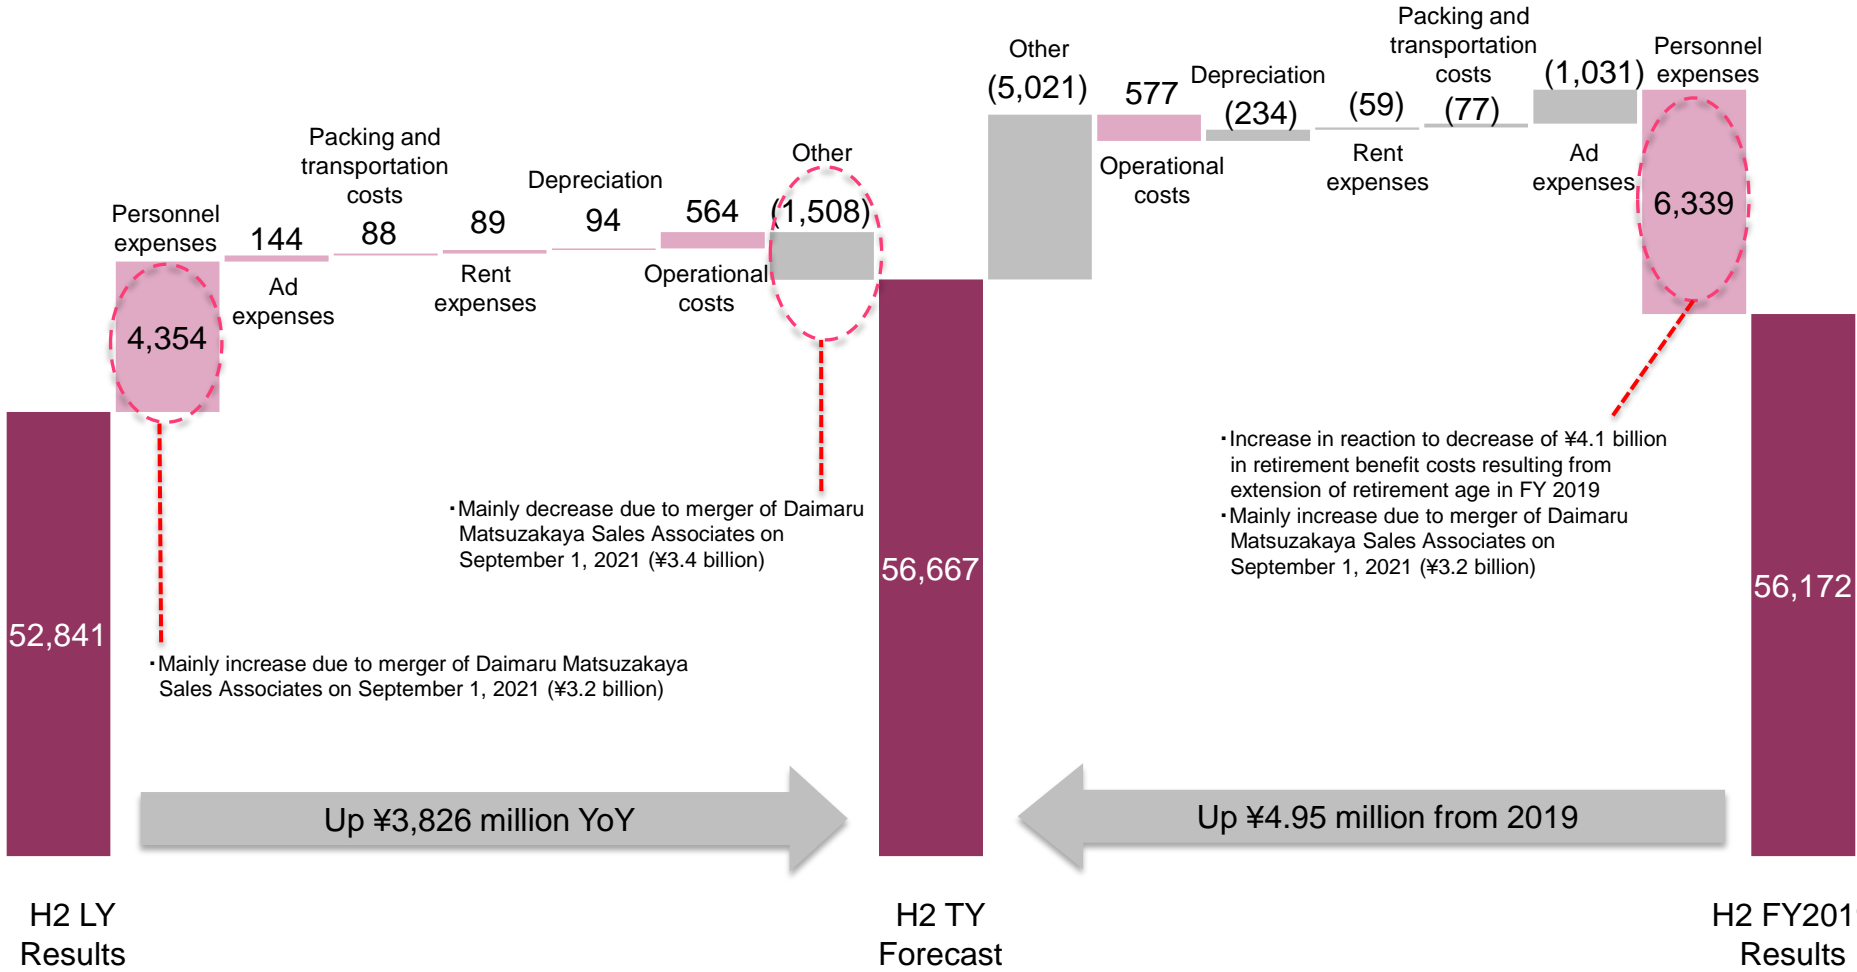 Personnel
expenses
4,354
144
Ad
expenses
Packing and
transportation
costs
88
89
Rent
expenses
Depreciation
94
564
Operational
costs
Other
(1,508)
Other
(5,021)
577
Operational
costs
Depreciation
(234)
(59)
Rent
expenses
Packing and
transportation
costs
(77)
(1,031)
Ad
expenses
Personnel
expenses
6,339
・Mainly decrease due to merger of Daimaru
Matsuzakaya Sales Associates on
September 1, 2021 (¥3.4 billion)
・Increase in reaction to decrease of ¥4.1 billion
in retirement benefit costs resulting from
extension of retirement age in FY 2019
・Mainly increase due to merger of Daimaru
Matsuzakaya Sales Associates on
September 1, 2021 (¥3.2 billion)
52,841
56,667
56,172
・Mainly increase due to merger of Daimaru Matsuzakaya
Sales Associates on September 1, 2021 (¥3.2 billion)
Up ¥3,826 million YoY
Up ¥4.95 million from 2019
H2 LY
Results
H2 TY
Forecast
H2 FY201
Results